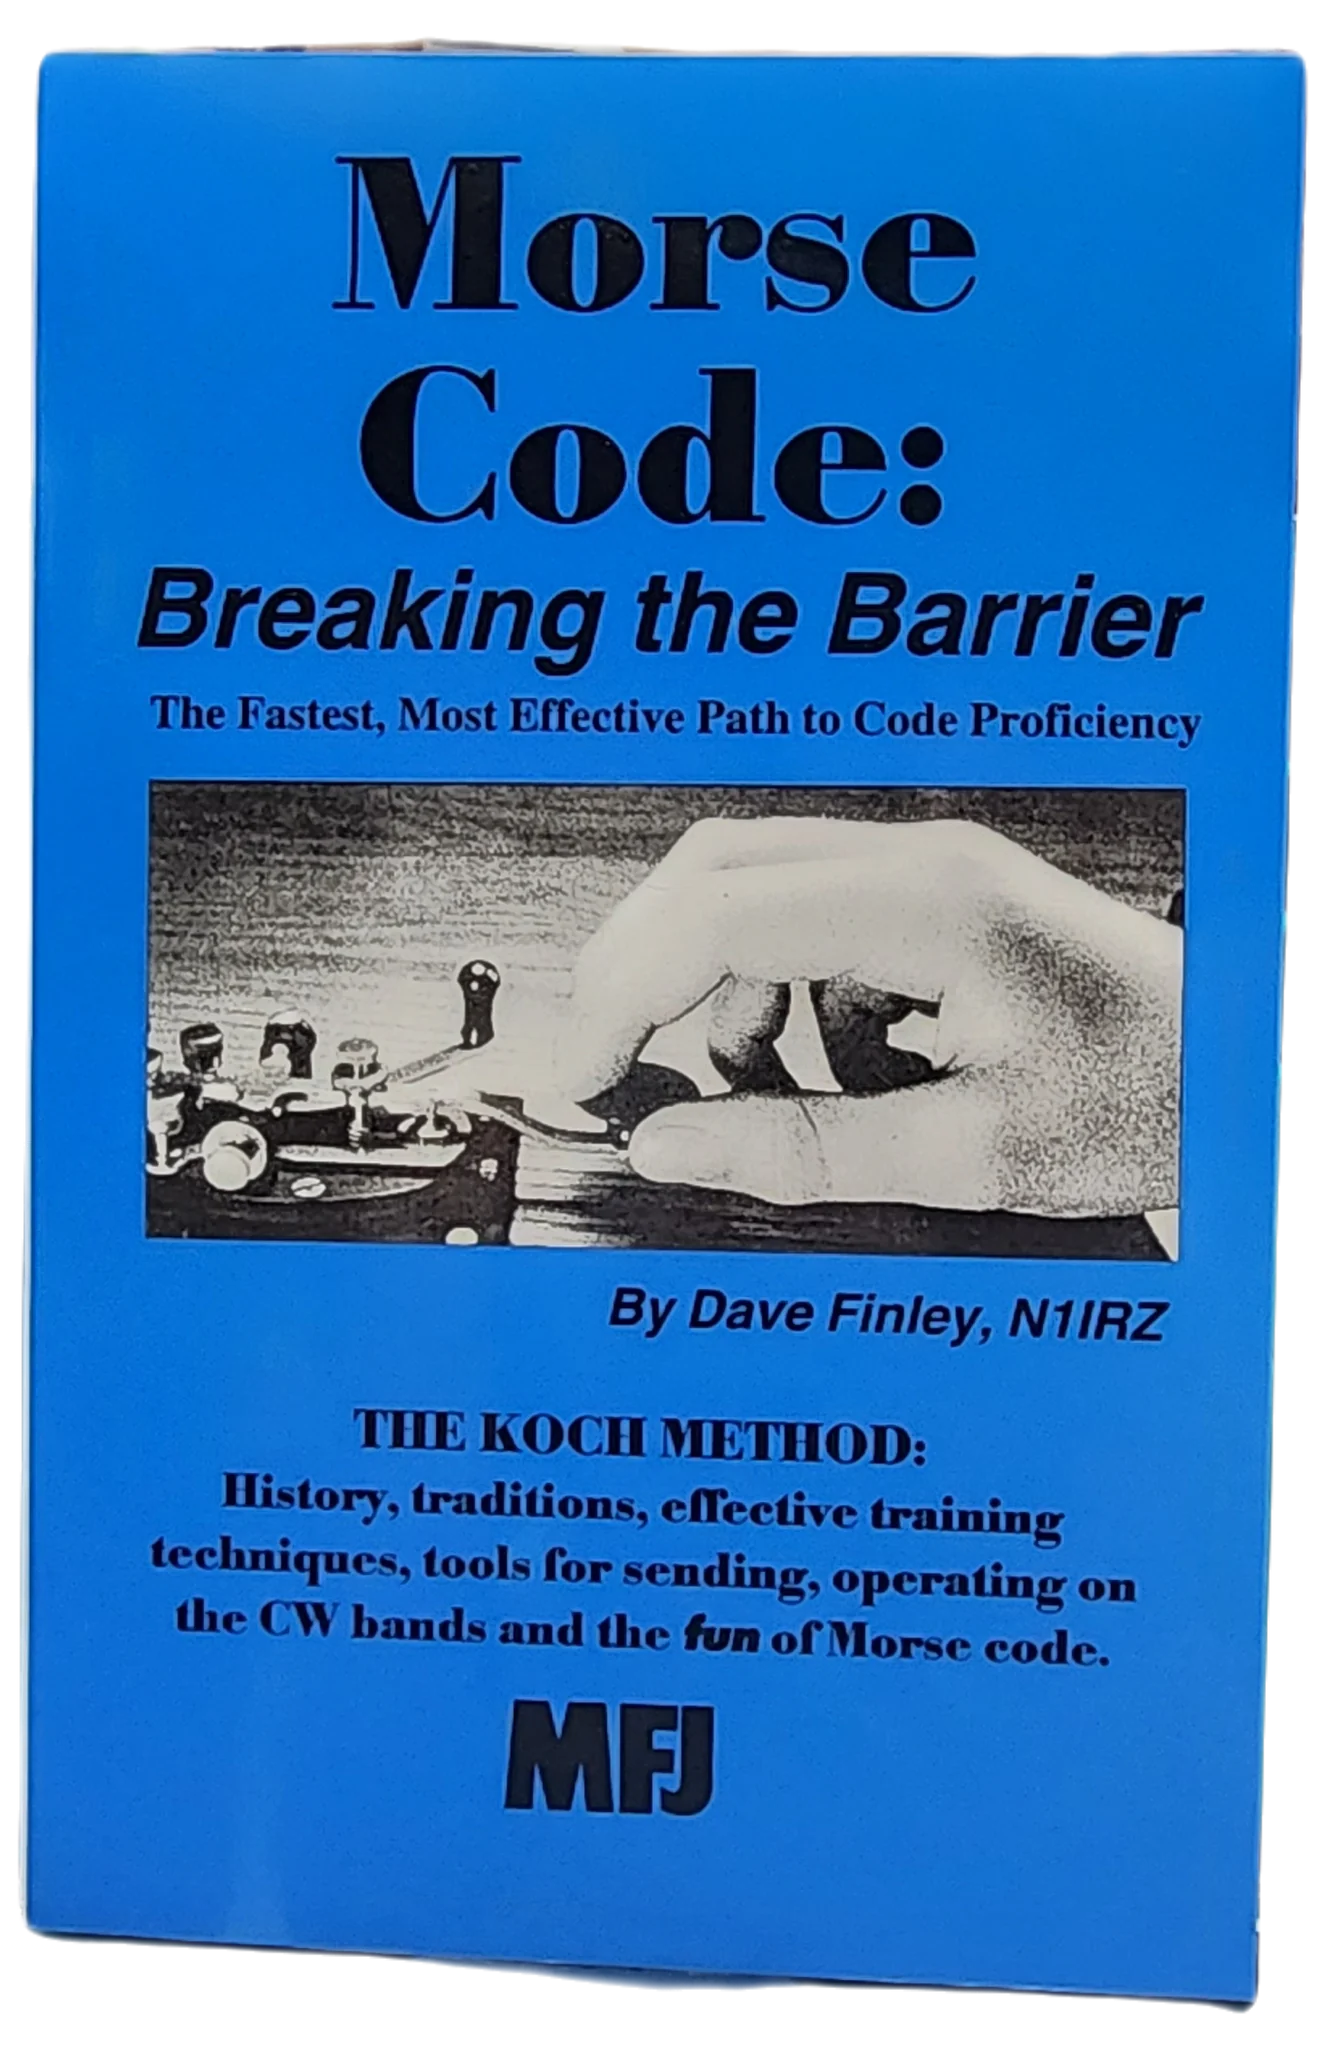 Morse
Code:
Breaking the Barrier
The Fastest, Most Effective Path to Code Proficiency
By Dave Finley, N1IRZ
THE KOCH METHOD:
History, traditions, effective training
techniques, tools for sending, operating on
the CW bands and the fun of Morse code.
MFJ